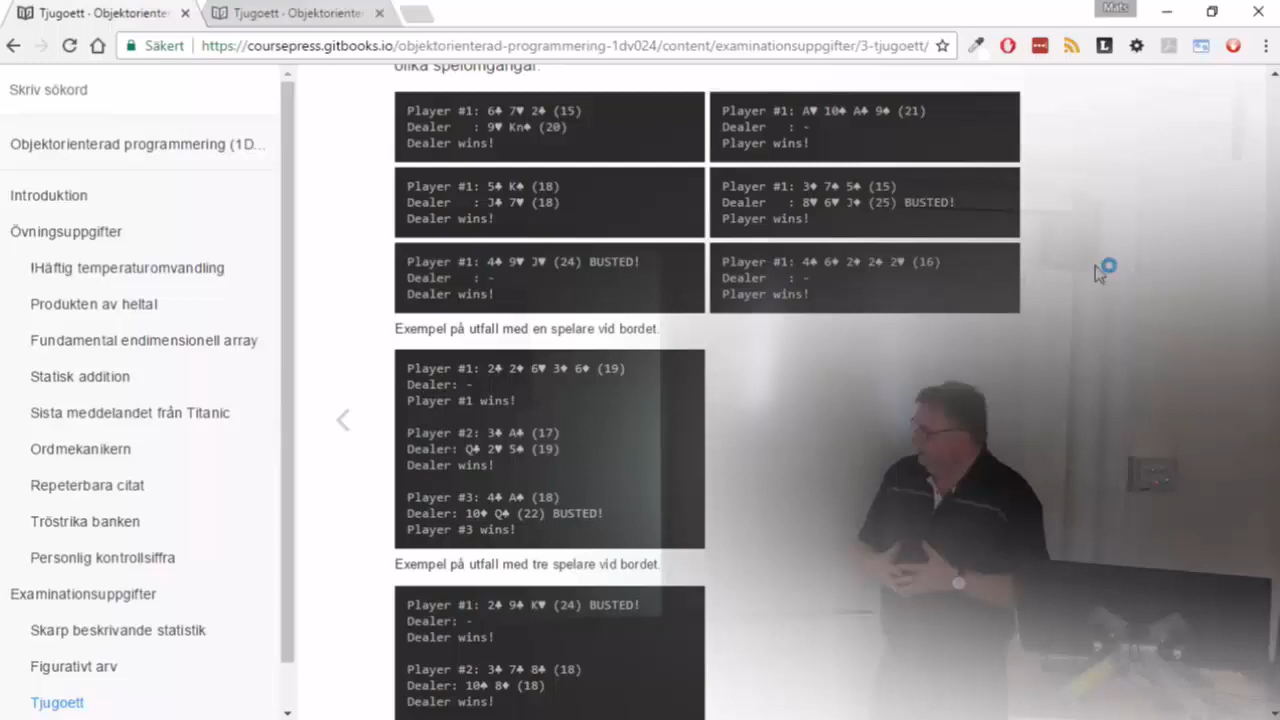 Tjugoett · Objektorienter
Tjugoett - Objektorienter
Mats
Säkert
https://coursepress.gitbooks.io/objektorienterad-programmering-1dv024/content/examinationsuppgifter/3-tjugoett/
Skriv sökord
Objektorienterad programmering (1D...
Introduktion
Övningsuppgifter
!Häftig temperaturomvandling
Produkten av heltal
Fundamental endimensionell array
Statisk addition
Sista meddelandet från Titanic
Ordmekanikern
Repeterbara citat
Tröstrika banken
Personlig kontrollsiffra
Examinationsuppgifter
Skarp beskrivande statistik
Figurativt arv
Tjugoett
olika spelomgångar.
Player #1: 6♣ 7♥ 2♣ (15)
Dealer   : 9♥ Kn♠ (20)
Dealer wins!
Player #1: A♥ 10♠ A♣ 9♠ (21)
Dealer   : -
Player wins!
Player #1: 5♣ K♠ (18)
Dealer   : J♣ 7♥ (18)
Dealer wins!
Player #1: 3♦ 7♠ 5♠ (15)
Dealer   : 8♥ 6♥ J♦ (25) BUSTED!
Player wins!
Player #1: 4♣ 9♥ J♥ (24) BUSTED!
Dealer   : -
Dealer wins!
Player #1: 4♠ 6♦ 2♦ 2♠ 2♥ (16)
Dealer   : -
Player wins!
Exempel på utfall med en spelare vid bordet.
Player #1: 2♣ 2♦ 6♥ 3♦ 6♦ (19)
Dealer: -
Player #1 wins!
Player #2: 3♣ A♣ (17)
Dealer: Q♣ 2♥ 5♠ (19)
Dealer wins!
Player #3: 4♣ A♠ (18)
Dealer: 10♦ Q♠ (22) BUSTED!
Player #3 wins!
Exempel på utfall med tre spelare vid bordet.
Player #1: 2♣ 9♣ K♥ (24) BUSTED!
Dealer: -
Dealer wins!
Player #2: 3♣ 7♣ 8♣ (18)
Dealer: 10♠ 8♦ (18)
Dealer wins!